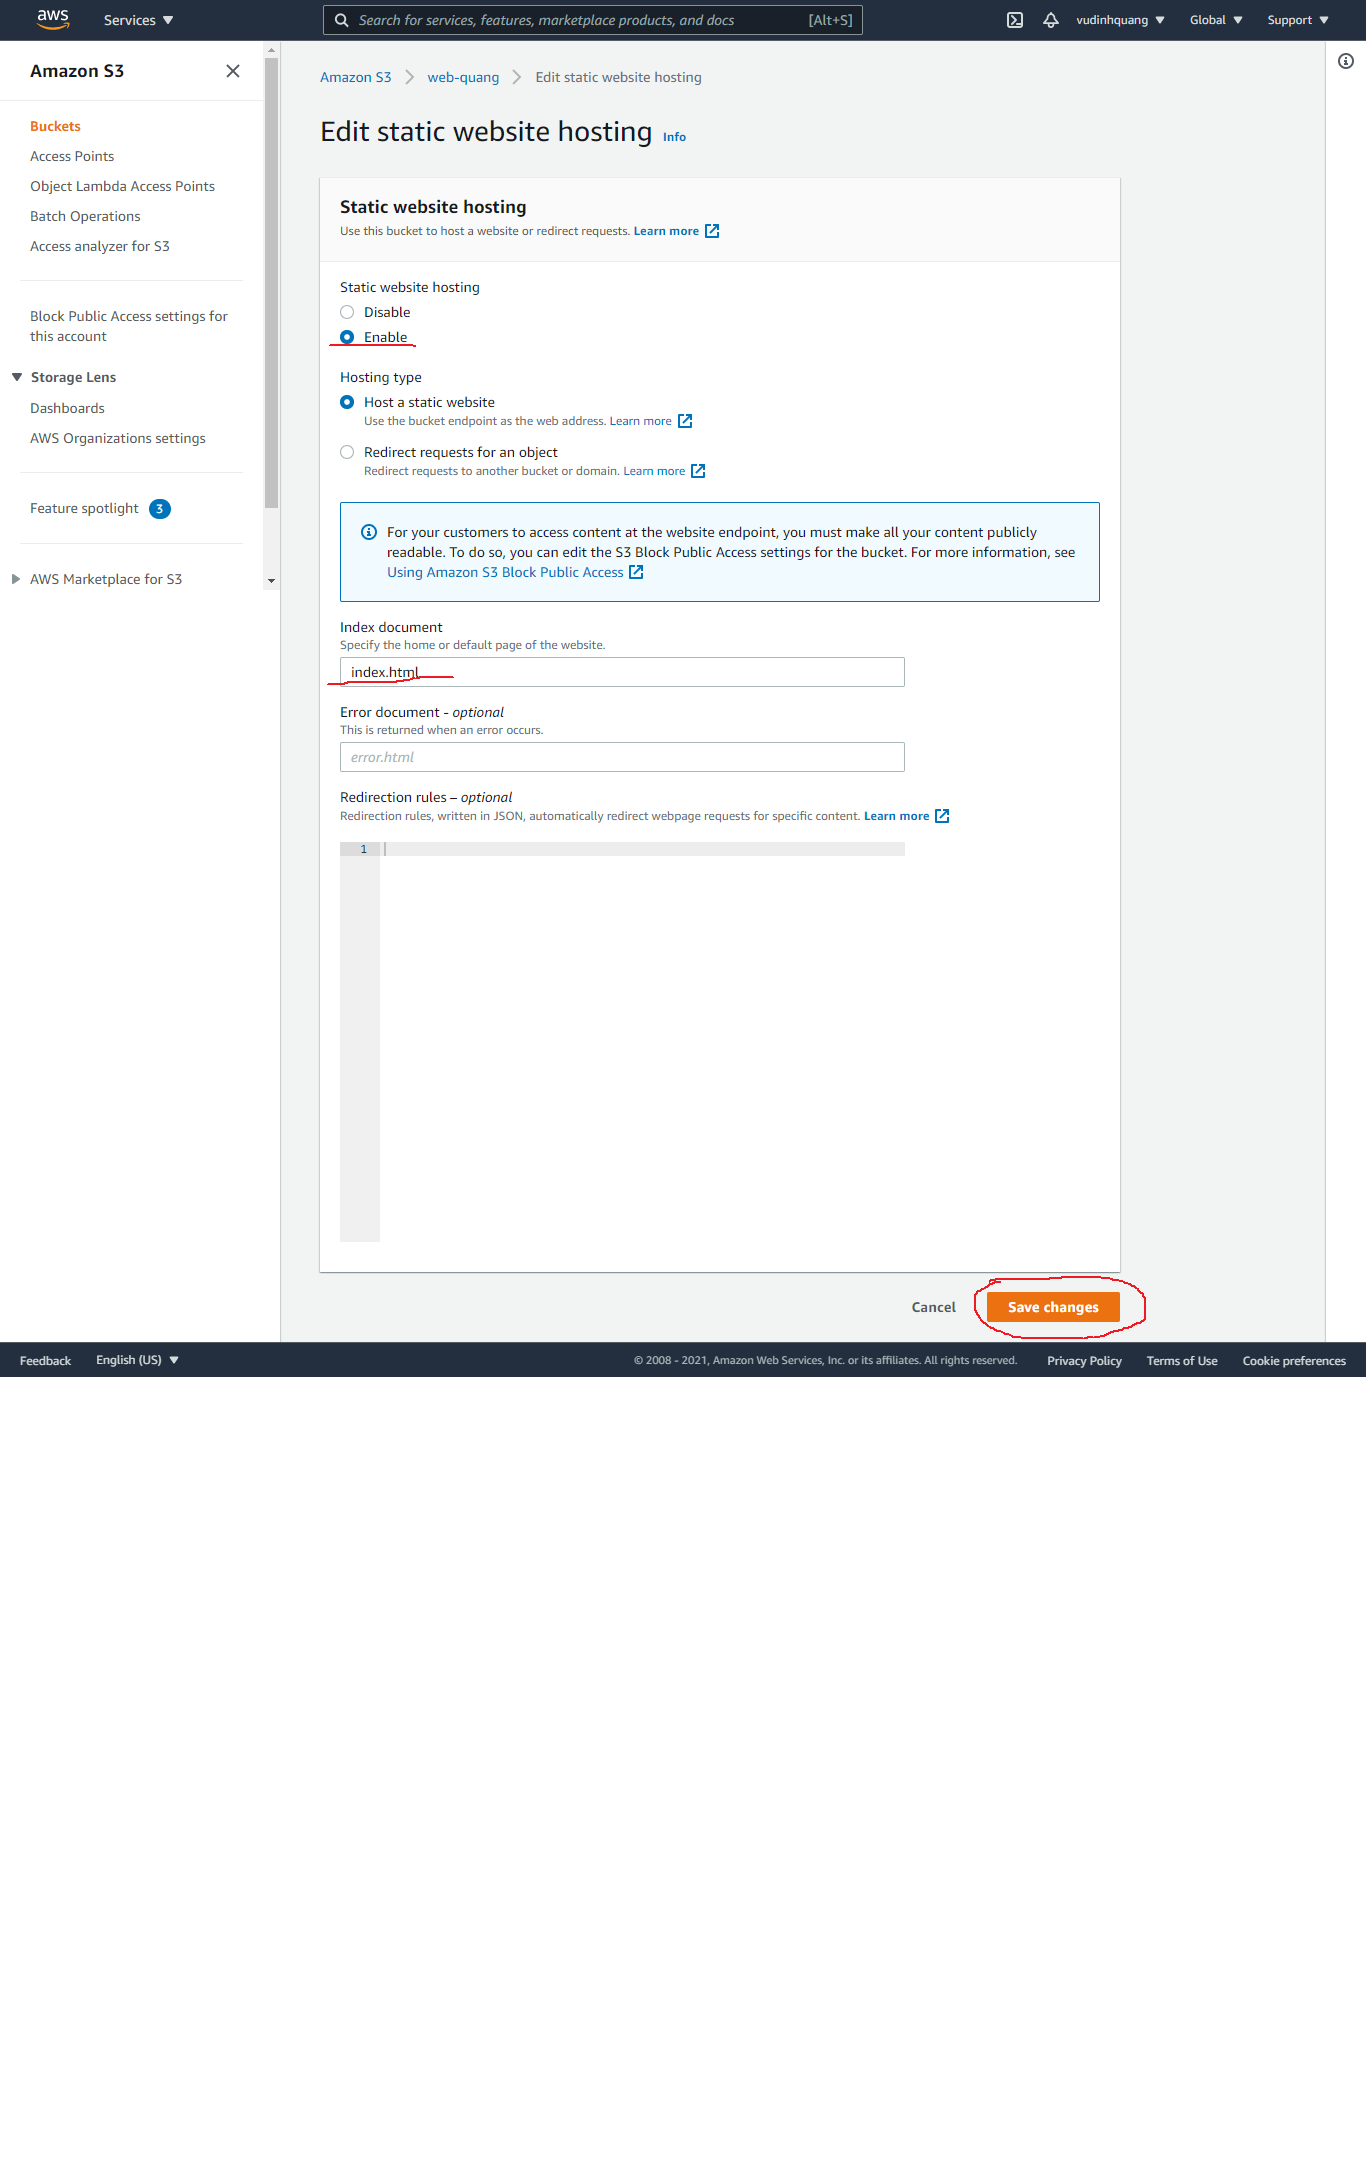 aws
Services
Search for services, features, marketplace products, and docs
[Alt+S]
vudinhquang
Global
Support
Amazon S3
Buckets
Access Points
Object Lambda Access Points
Batch Operations
Access analyzer for S3
Block Public Access settings for
this account
Storage Lens
Dashboards
AWS Organizations settings
Feature spotlight 3
AWS Marketplace for S3
Amazon S3 > web-quang > Edit static website hosting
Edit static website hosting Info
Static website hosting
Use this bucket to host a website or redirect requests. Learn more
Static website hosting
Disable
Enable
Hosting type
Host a static website
Use the bucket endpoint as the web address. Learn more
Redirect requests for an object
Redirect requests to another bucket or domain. Learn more
For your customers to access content at the website endpoint, you must make all your content publicly
readable. To do so, you can edit the S3 Block Public Access settings for the bucket. For more information, see
Using Amazon S3 Block Public Access
Index document
Specify the home or default page of the website.
index.html
Error document - optional
This is returned when an error occurs.
error.html
Redirection rules – optional
Redirection rules, written in JSON, automatically redirect webpage requests for specific content. Learn more
1
Cancel
Save changes
Feedback
English (US)
© 2008 - 2021, Amazon Web Services, Inc. or its affiliates. All rights reserved.
Privacy Policy
Terms of Use
Cookie preferences